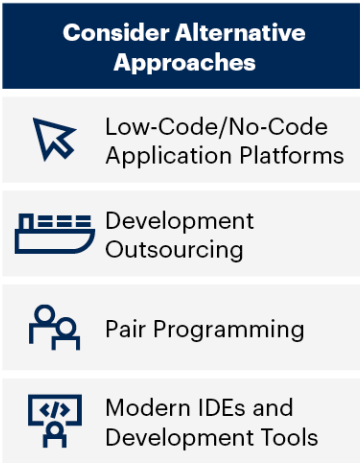 Consider Alternative
Approaches
Low-Code/No-Code
Application Platforms
Development
Outsourcing
Pair Programming
</>
Modern IDEs and
Development Tools